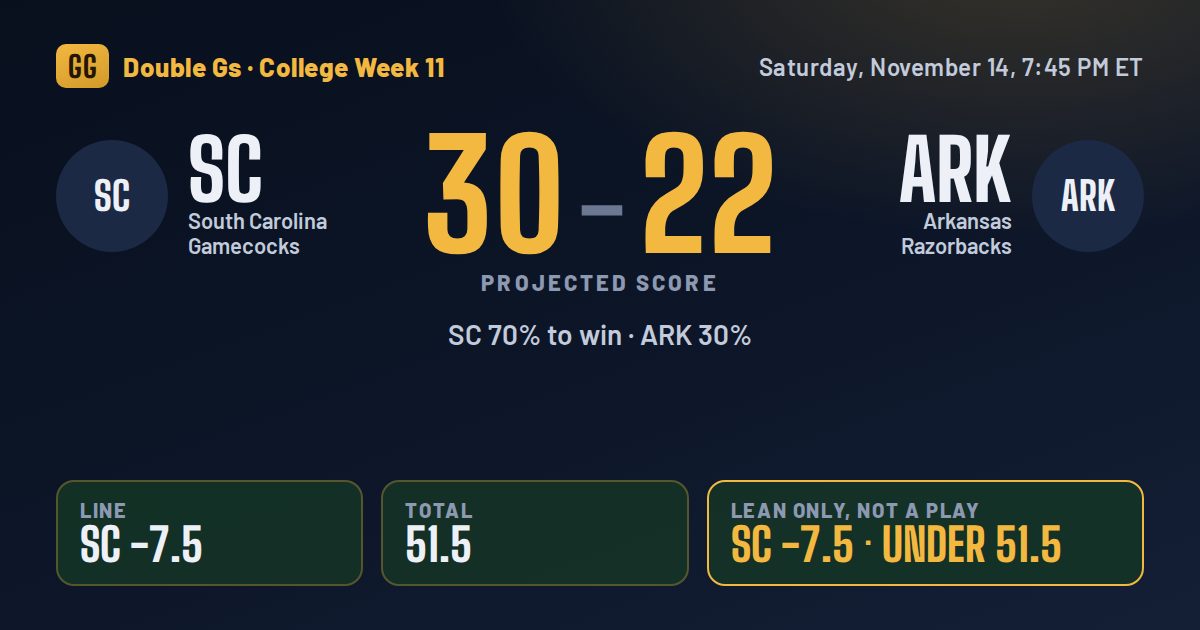 GG Double Gs · College Week 11
Saturday, November 14, 7:45 PM ET
SC
SC
South Carolina
Gamecocks
30 – 22
PROJECTED SCORE
SC 70% to win · ARK 30%
ARK
Arkansas
Razorbacks
ARK
LINE
SC −7.5
TOTAL
51.5
LEAN ONLY, NOT A PLAY
SC −7.5 · UNDER 51.5